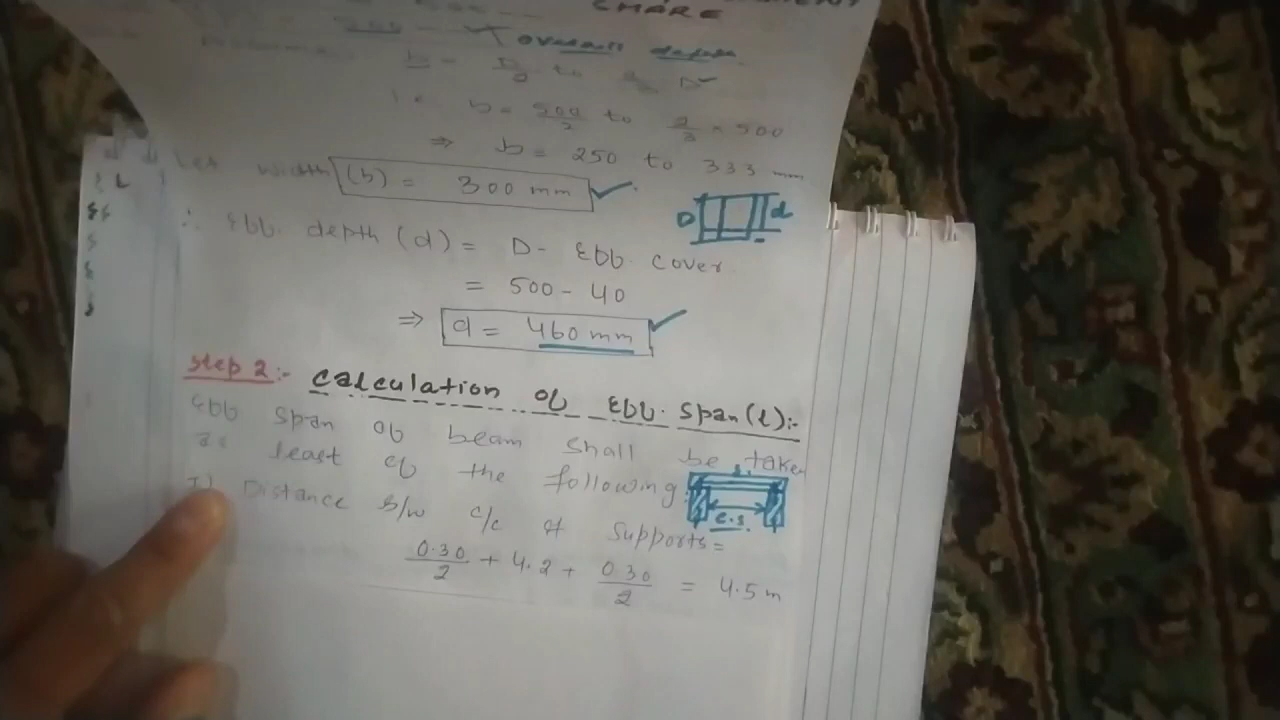 SHARE
overall depth
b = D/2 to 2/3 D
b = 500/2 to 2/3 × 500
⇒ b = 250 to 333 mm
Let width (b) = 300 mm ✓
D d
∴ Eff. depth (d) = D - Eff. cover
= 500 - 40
⇒ d = 460 mm ✓
Step 2:- Calculation of Eff. Span(l):-
Eff span of beam shall be taken
as least of the following:
I) Distance b/w c/c of supports =
c.s.
0.30/2 + 4.2 + 0.30/2 = 4.5 m